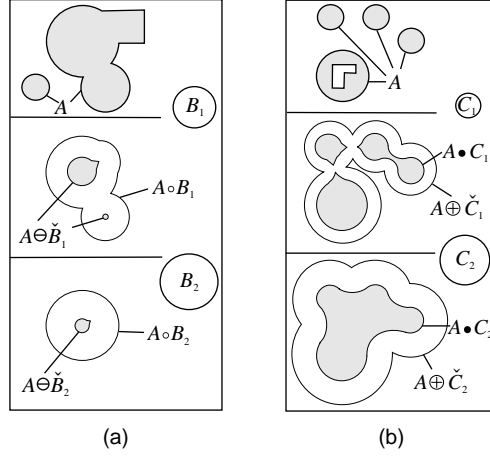 A
B₁
A∘B₁
A⊖B̌₁
B₂
A∘B₂
A⊖B̌₂
(a)
A
C₁
A•C₁
A⊕Č₁
C₂
A•C₂
A⊕Č₂
(b)